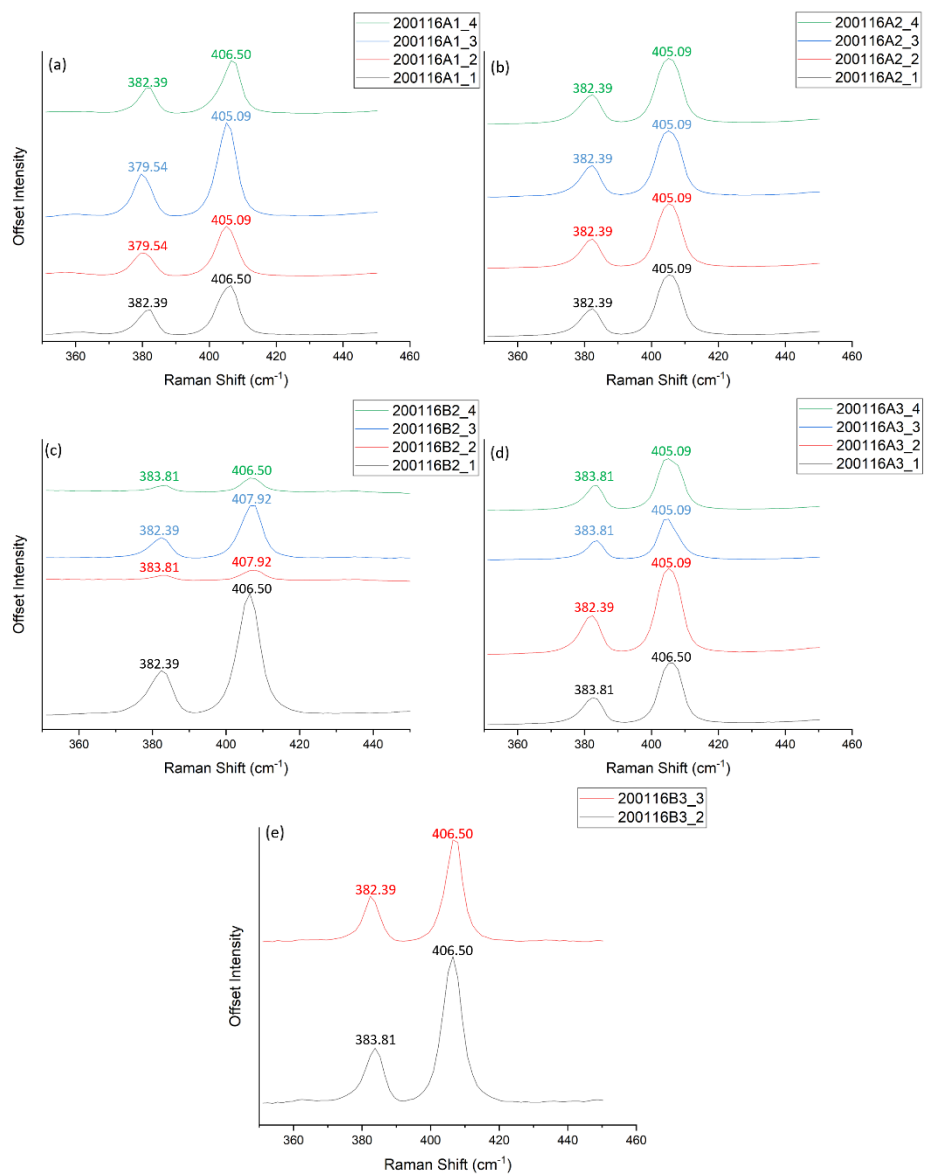 (a)
200116A1_4
200116A1_3
200116A1_2
200116A1_1
382.39
406.50
379.54
405.09
379.54
405.09
382.39
406.50
Offset Intensity
360 380 400 420 440 460
Raman Shift (cm-1)
(b)
200116A2_4
200116A2_3
200116A2_2
200116A2_1
382.39
405.09
382.39
405.09
382.39
405.09
382.39
405.09
360 380 400 420 440 460
Raman Shift (cm-1)
(c)
200116B2_4
200116B2_3
200116B2_2
200116B2_1
383.81
406.50
382.39
407.92
383.81
407.92
382.39
406.50
Offset Intensity
360 380 400 420 440
Raman Shift (cm-1)
(d)
200116A3_4
200116A3_3
200116A3_2
200116A3_1
383.81
405.09
383.81
405.09
382.39
405.09
383.81
406.50
360 380 400 420 440 460
Raman Shift (cm-1)
(e)
200116B3_3
200116B3_2
382.39
406.50
383.81
406.50
Offset Intensity
360 380 400 420 440 460
Raman Shift (cm-1)